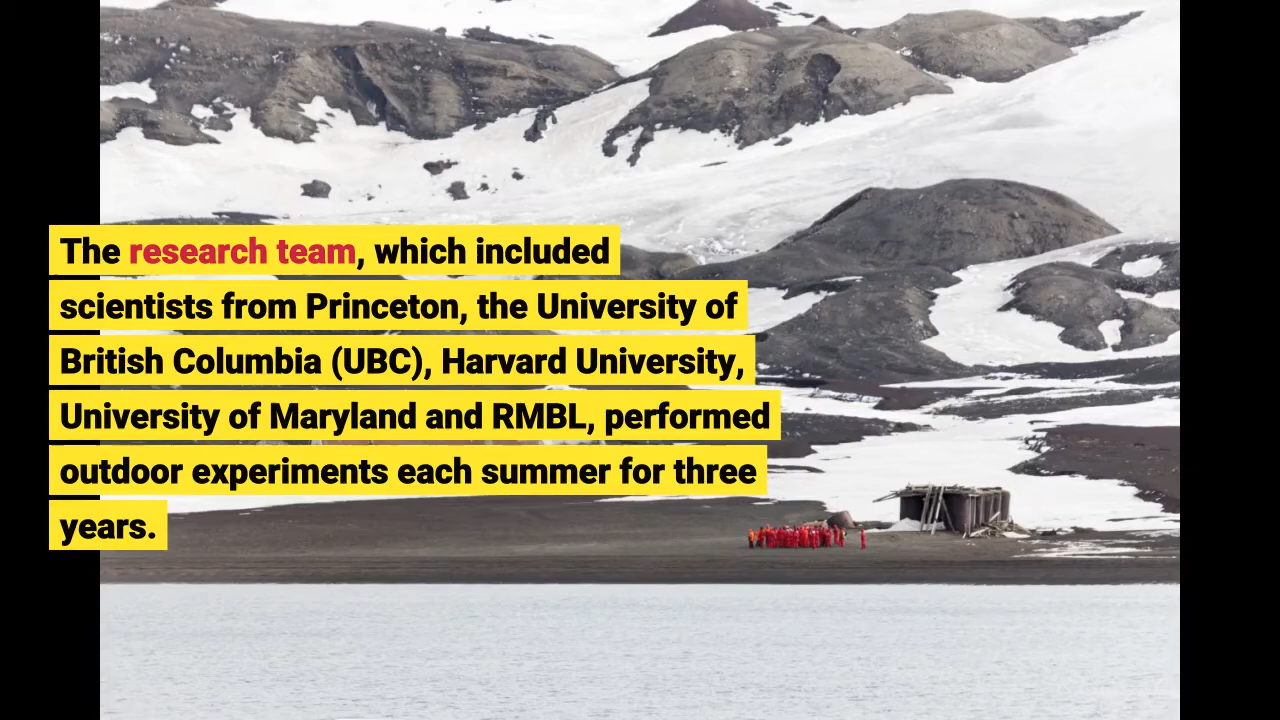 The research team, which included
scientists from Princeton, the University of
British Columbia (UBC), Harvard University,
University of Maryland and RMBL, performed
outdoor experiments each summer for three
years.